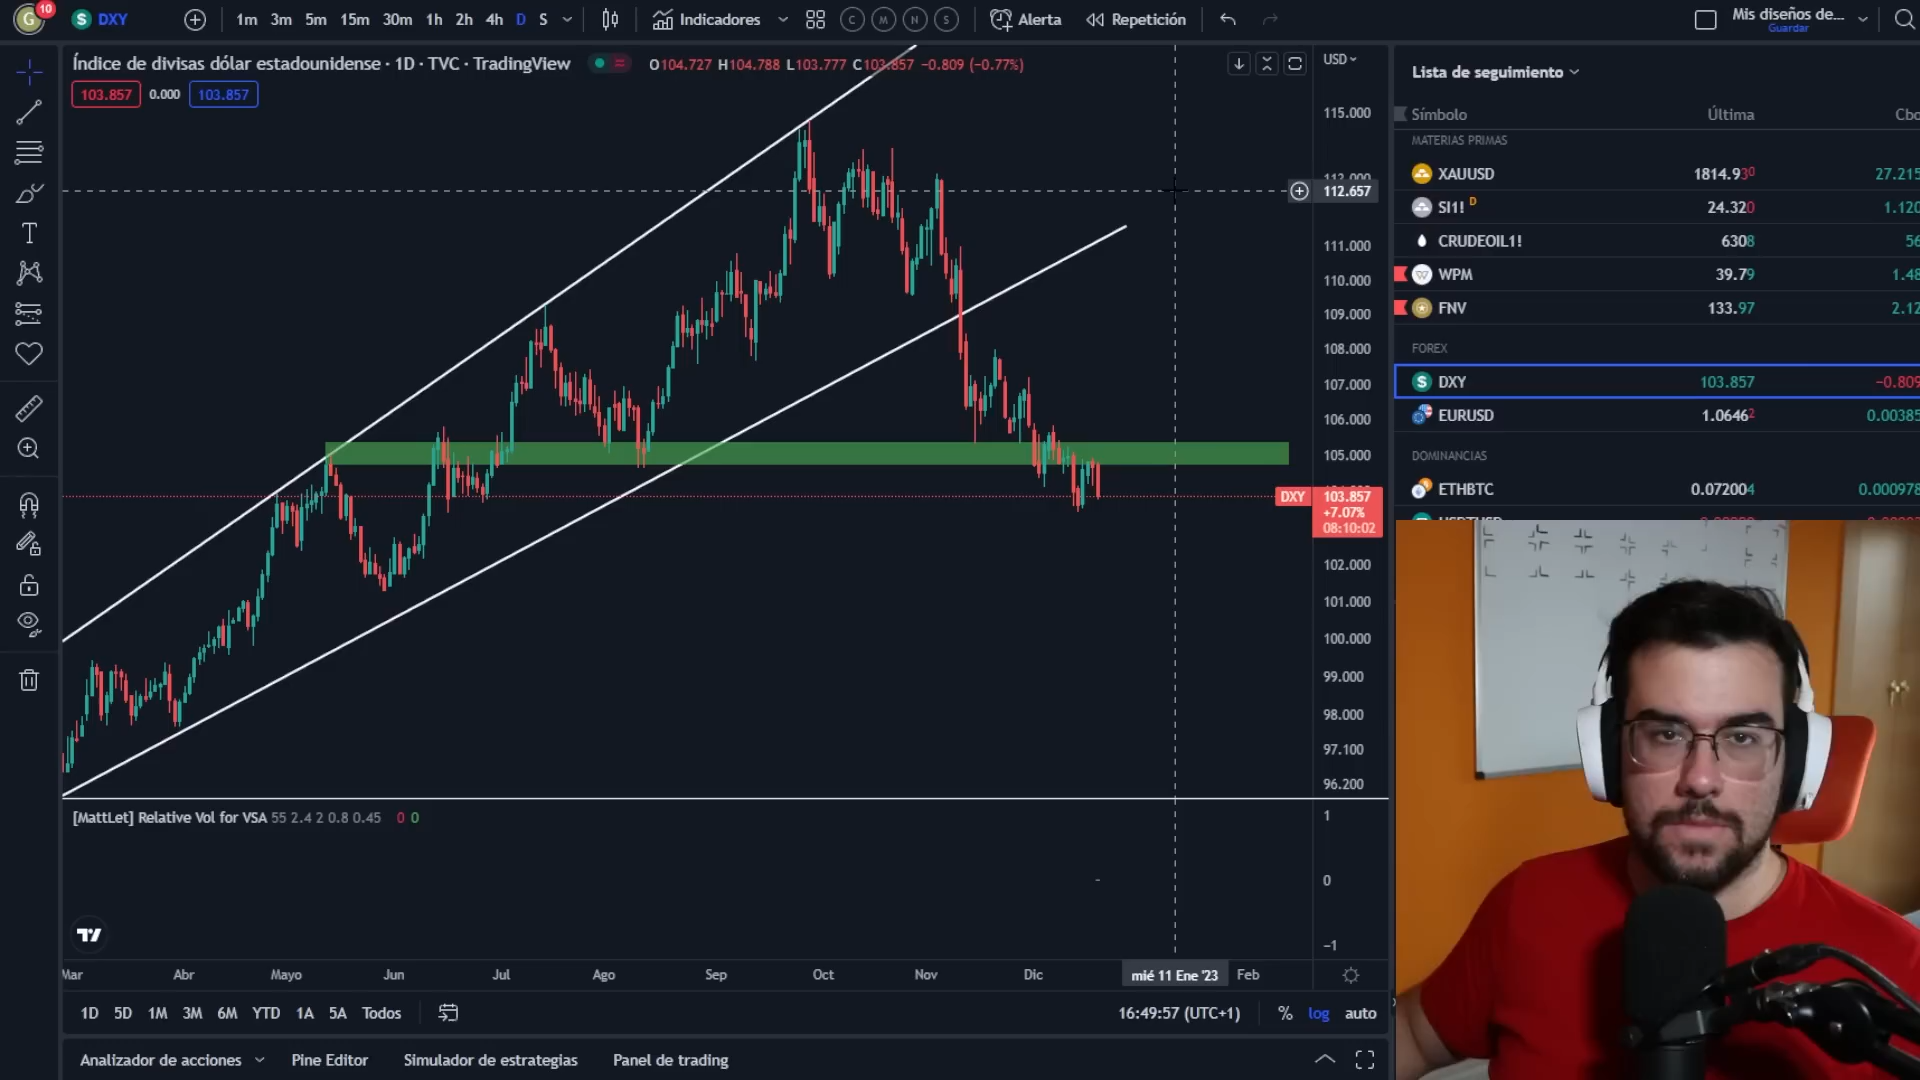 G 10 DXY 1m 3m 5m 15m 30m 1h 2h 4h D S Indicadores C M N S Alerta Repetición Mis diseños de... Guardar
Índice de divisas dólar estadounidense · 1D · TVC · TradingView O104.727 H104.788 L103.777 C103.857 −0.809 (−0.77%) USD
103.857 0.000 103.857
115.000
112.657
111.000
110.000
109.000
108.000
107.000
106.000
105.000
DXY 103.857
+7.07%
08:10:02
102.000
101.000
100.000
99.000
98.000
97.100
96.200
[MattLet] Relative Vol for VSA 55 2.4 2 0.8 0.45 0 0
1
0
−1
Mar Abr Mayo Jun Jul Ago Sep Oct Nov Dic mié 11 Ene '23 Feb
1D 5D 1M 3M 6M YTD 1A 5A Todos 16:49:57 (UTC+1) % log auto
Analizador de acciones Pine Editor Simulador de estrategias Panel de trading
Lista de seguimiento
Símbolo Última Cbo
MATERIAS PRIMAS
XAUUSD 1814.930 27.215
SI1! D 24.320 1.120
CRUDEOIL1! 6308 56
WPM 39.79 1.48
FNV 133.97 2.12
FOREX
DXY 103.857 −0.809
EURUSD 1.06462 0.00385
DOMINANCIAS
ETHBTC 0.072004 0.000978